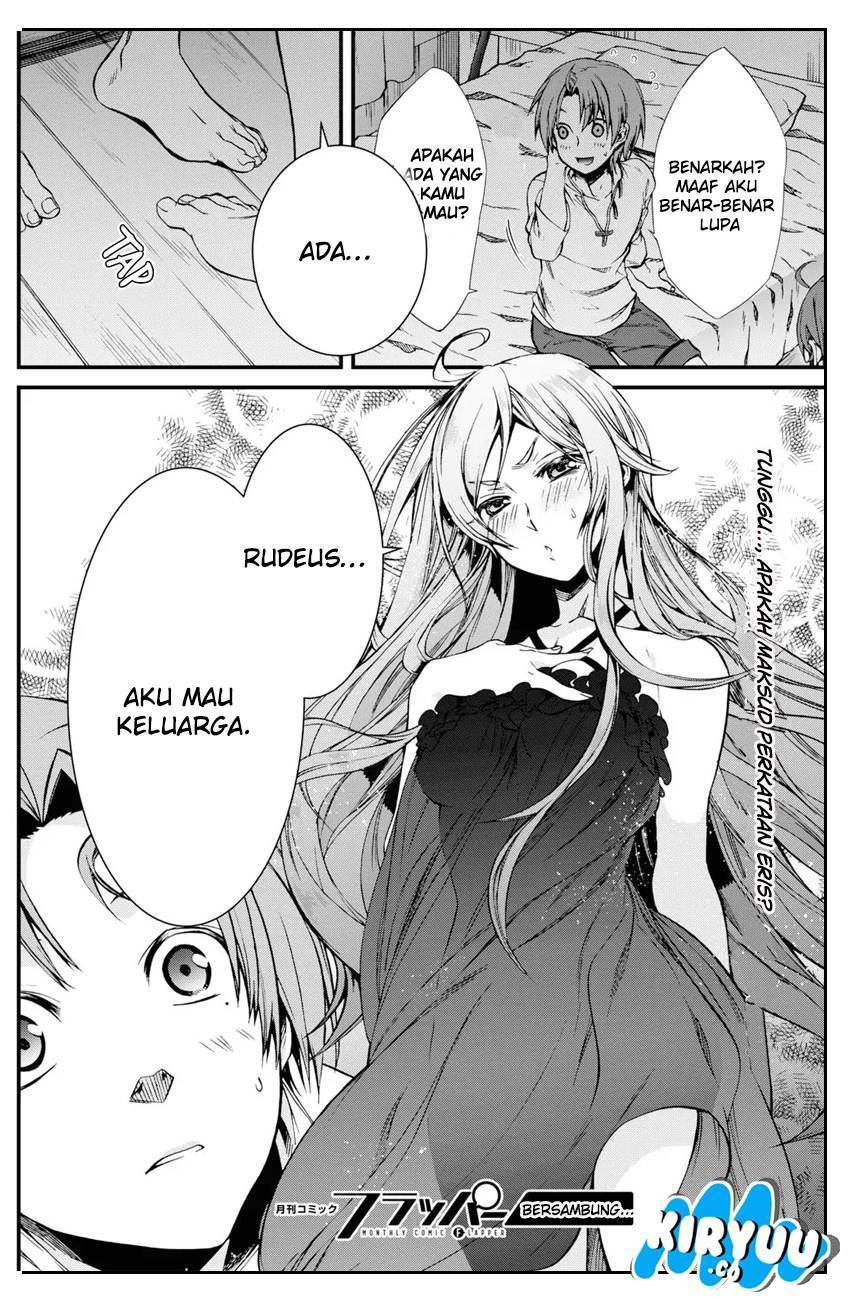 BENARKAH?
MAAF AKU
BENAR-BENAR
LUPA
APAKAH
ADA YANG
KAMU
MAU?
ADA...
TAP
TUNGGU..., APAKAH MAKSUD PERKATAAN ERIS?
RUDEUS...
AKU MAU
KELUARGA.
月刊コミック フラッパー
MONTHLY COMIC FLAPPER
BERSAMBUNG...
KIRYUU
.CO